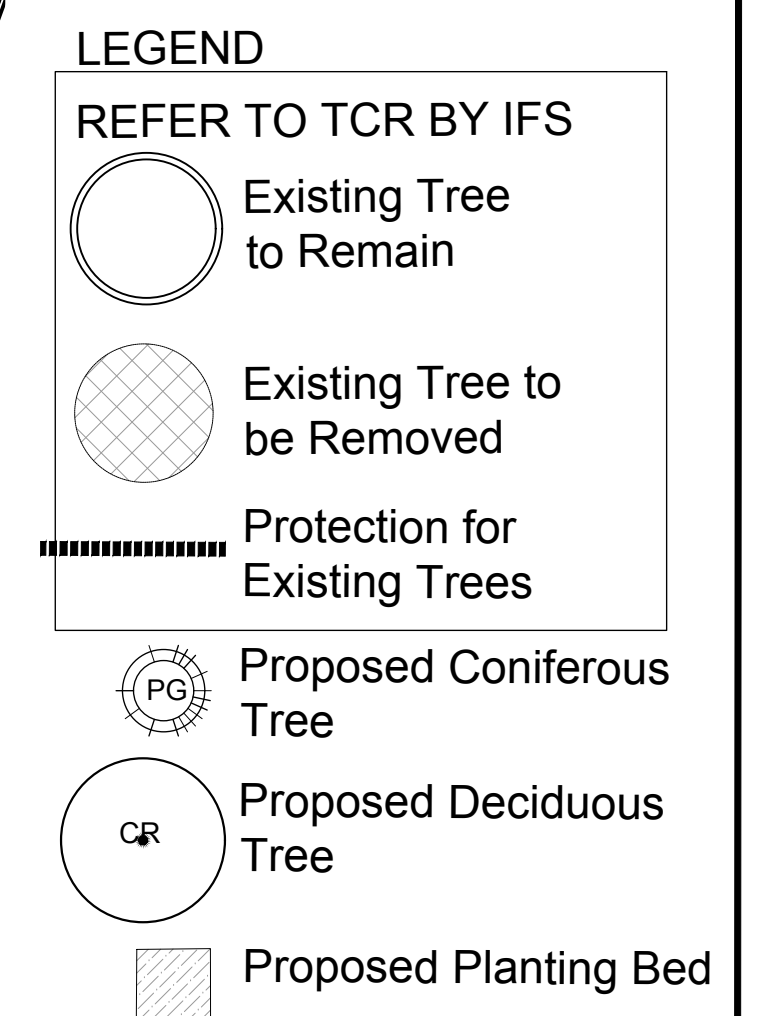 LEGEND
REFER TO TCR BY IFS
Existing Tree
to Remain
Existing Tree to
be Removed
Protection for
Existing Trees
PG
Proposed Coniferous
Tree
CR
Proposed Deciduous
Tree
Proposed Planting Bed